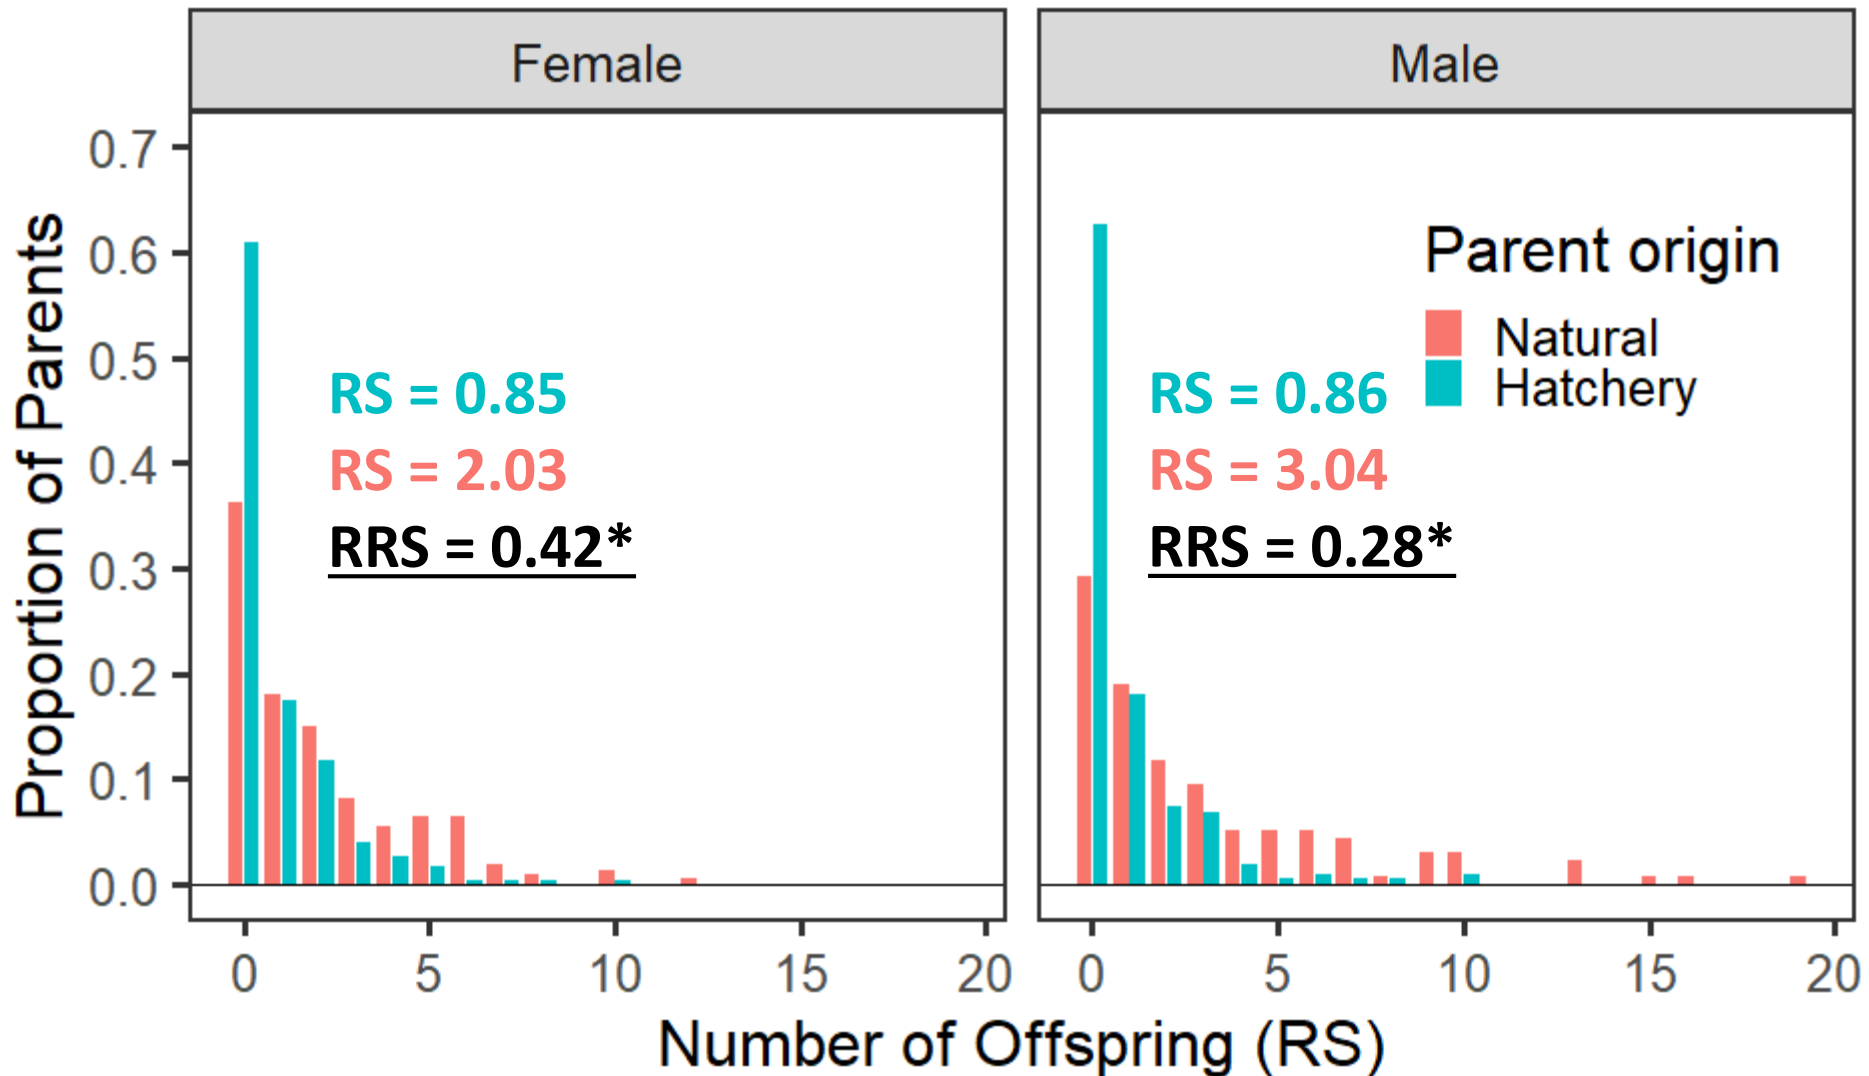 Female
Male
Proportion of Parents
0.7
0.6
0.5
0.4
0.3
0.2
0.1
0.0
RS = 0.85
RS = 2.03
RRS = 0.42*
RS = 0.86
RS = 3.04
RRS = 0.28*
Parent origin
Natural
Hatchery
0 5 10 15 20
0 5 10 15 20
Number of Offspring (RS)